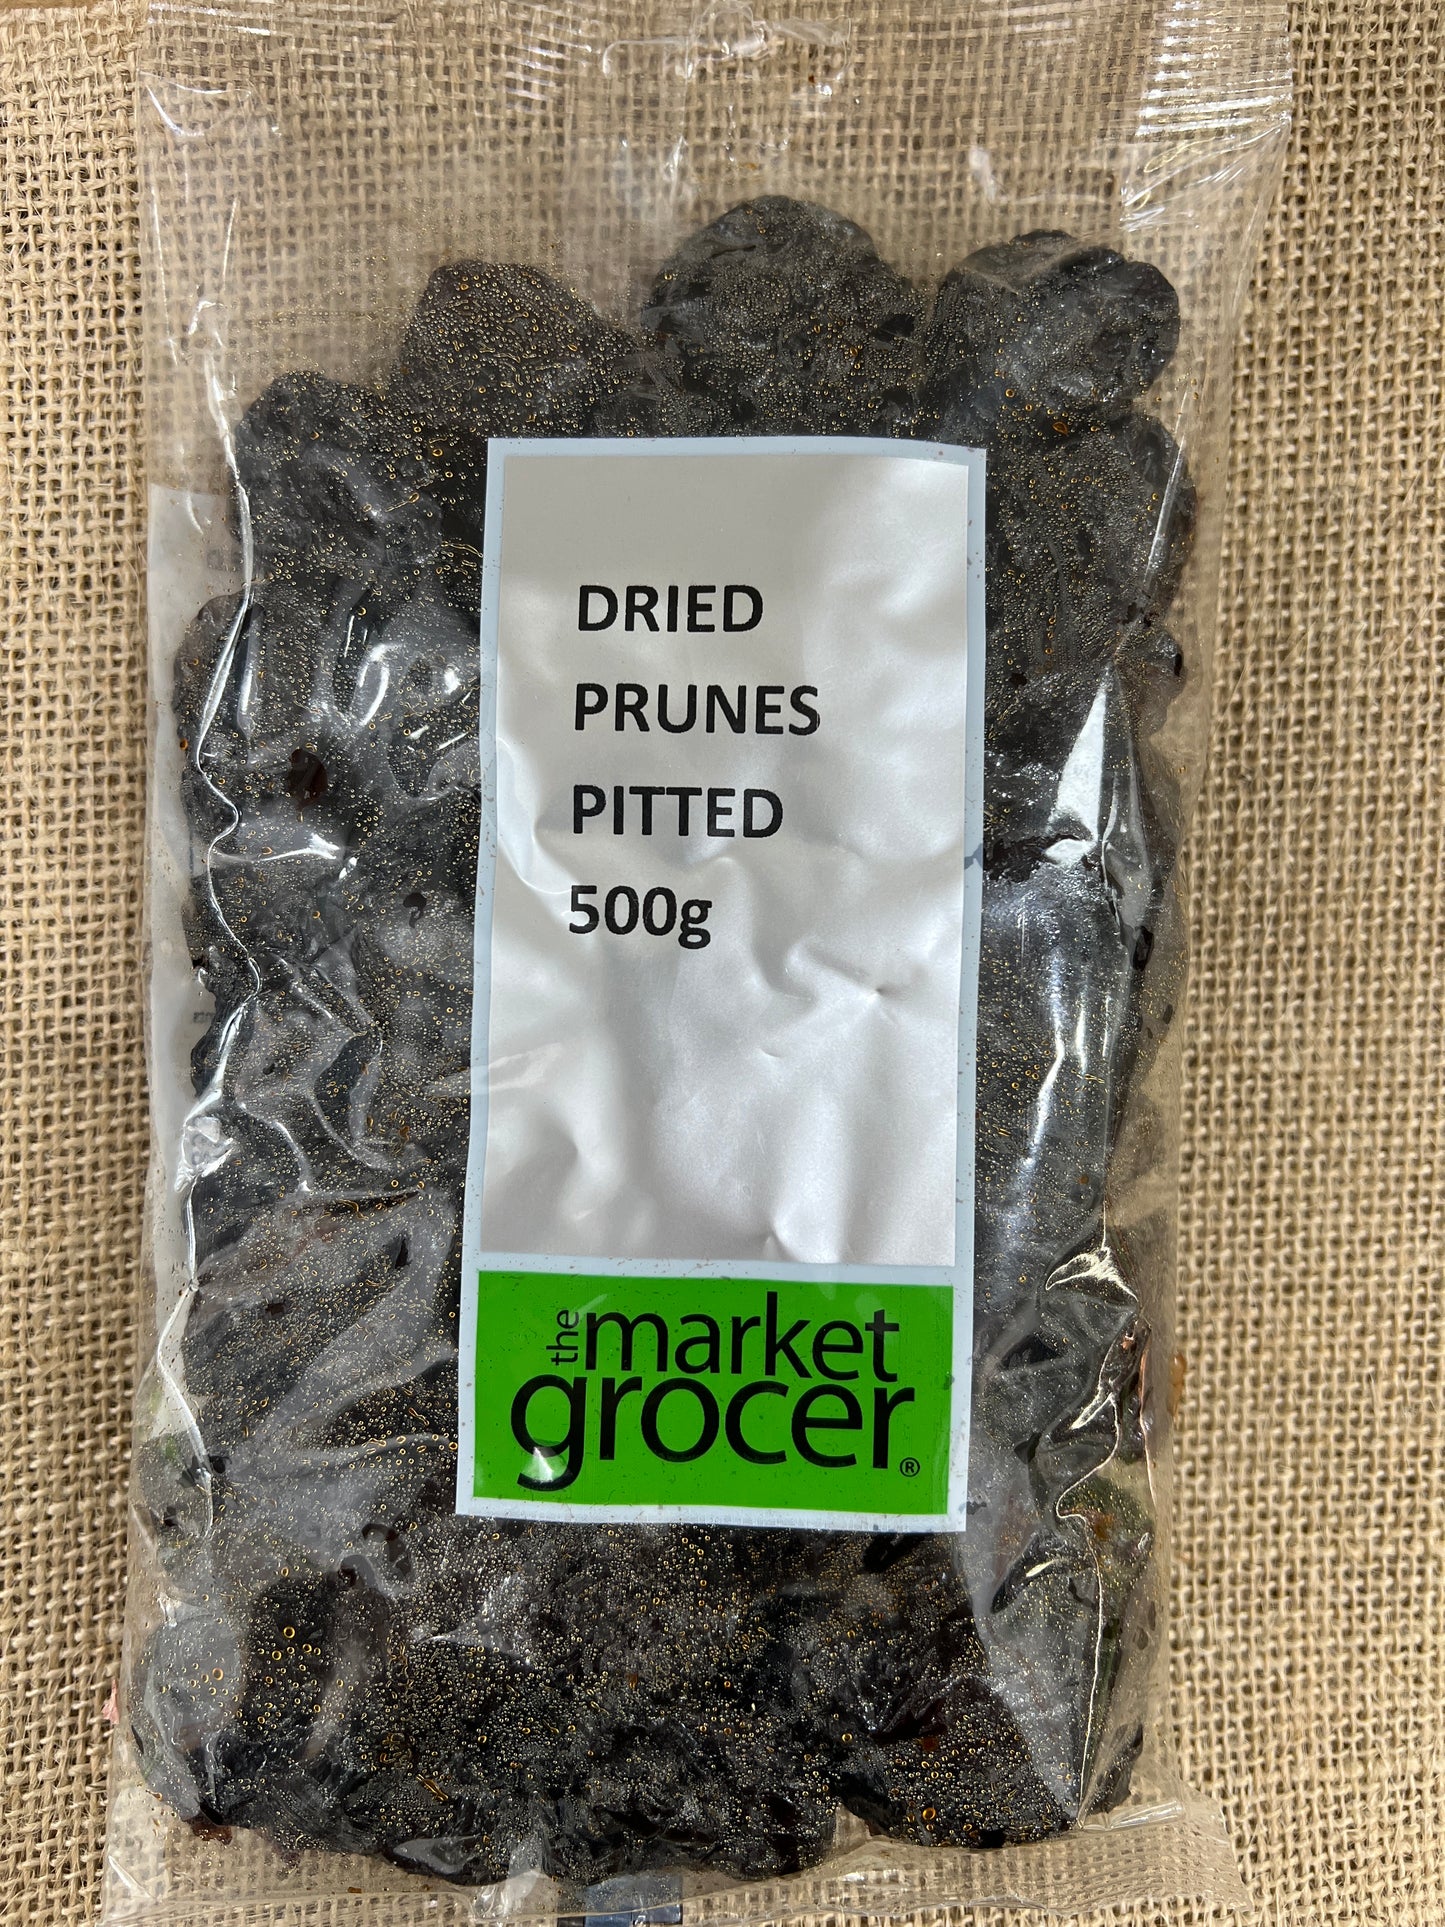 DRIED
PRUNES
PITTED
500g
the market
grocer®